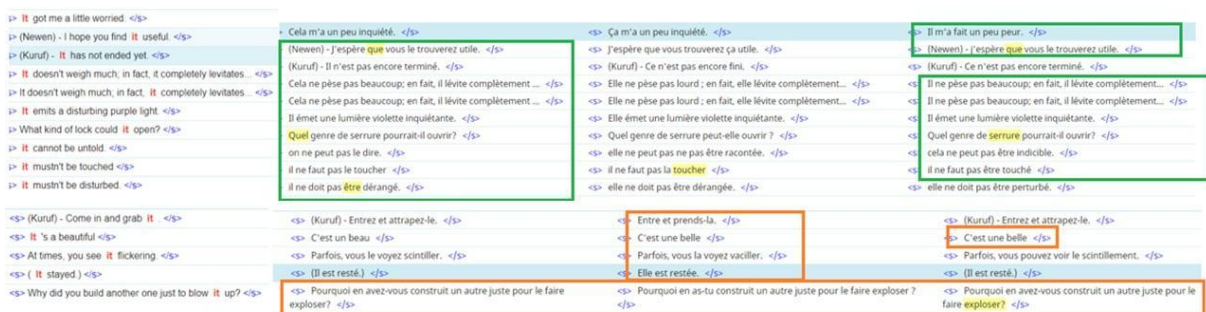 > It got me a little worried. </s>
> (Newen) - I hope you find it useful. </s>
> (Kuruf) - It has not ended yet. </s>
> It doesn't weigh much; in fact, it completely levitates... </s>
> It doesn't weigh much; in fact, it completely levitates... </s>
> It emits a disturbing purple light. </s>
> What kind of lock could it open? </s>
> it cannot be untold. </s>
> it mustn't be touched </s>
> it mustn't be disturbed. </s>
Cela m'a un peu inquiété. </s>
(Newen) - J'espère que vous le trouverez utile. </s>
(Kuruf) - Il n'est pas encore terminé. </s>
Cela ne pèse pas beaucoup; en fait, il lévite complètement ... </s>
Cela ne pèse pas beaucoup; en fait, il lévite complètement ... </s>
Il émet une lumière violette inquiétante. </s>
Quel genre de serrure pourrait-il ouvrir? </s>
on ne peut pas le dire. </s>
il ne faut pas le toucher </s>
il ne doit pas être dérangé. </s>
<s> Ça m'a un peu inquiété. </s>
<s> J'espère que vous trouverez ça utile. </s>
<s> (Kuruf) - Ce n'est pas encore fini. </s>
<s> Elle ne pèse pas lourd ; en fait, elle lévite complètement... </s>
<s> Elle ne pèse pas lourd ; en fait, elle lévite complètement... </s>
<s> Elle émet une lumière violette inquiétante. </s>
<s> Quel genre de serrure peut-elle ouvrir ? </s>
<s> elle ne peut pas ne pas être racontée. </s>
<s> il ne faut pas la toucher </s>
<s> elle ne doit pas être dérangée. </s>
<s> Il m'a fait un peu peur. </s>
<s> (Newen) - j'espère que vous le trouverez utile. </s>
<s> (Kuruf) - Ce n'est pas encore terminé. </s>
<s> Il ne pèse pas beaucoup; en fait, il lévite complètement... </s>
<s> Il ne pèse pas beaucoup; en fait, il lévite complètement... </s>
<s> Il émet une lumière violette inquiétante. </s>
<s> Quel genre de serrure pourrait-il ouvrir? </s>
<s> cela ne peut pas être indicible. </s>
<s> il ne faut pas être touché </s>
<s> elle ne doit pas être perturbé. </s>
<s> (Kuruf) - Come in and grab it . </s>
<s> It 's a beautiful </s>
<s> At times, you see it flickering. </s>
<s> ( It stayed.) </s>
<s> Why did you build another one just to blow it up? </s>
<s> (Kuruf) - Entrez et attrapez-le. </s>
<s> C'est un beau </s>
<s> Parfois, vous le voyez scintiller. </s>
<s> (Il est resté.) </s>
<s> Pourquoi en avez-vous construit un autre juste pour le faire
exploser? </s>
<s> Entre et prends-la. </s>
<s> C'est une belle </s>
<s> Parfois, vous la voyez vaciller. </s>
<s> Elle est restée. </s>
<s> Pourquoi en as-tu construit un autre juste pour le faire exploser ?
</s>
<s> (Kuruf) - Entrez et attrapez-le. </s>
<s> C'est une belle </s>
<s> Parfois, vous pouvez voir le scintillement. </s>
<s> (Il est resté.) </s>
<s> Pourquoi en avez-vous construit un autre juste pour le
faire exploser? </s>